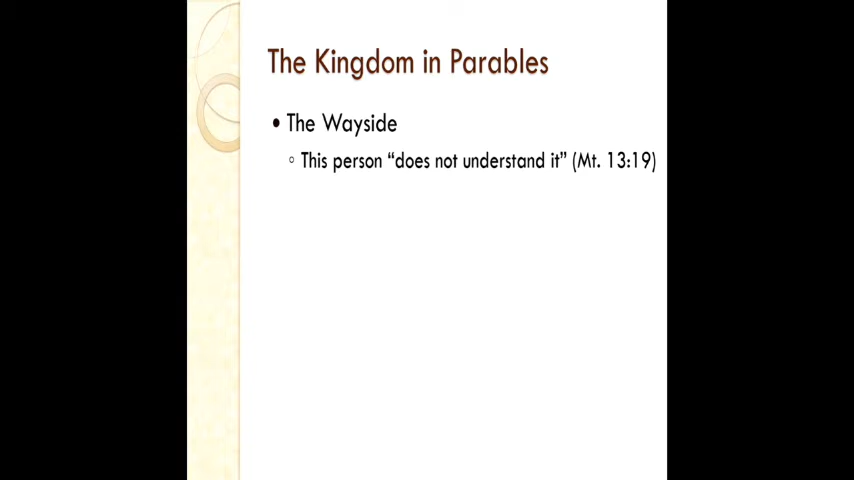 The Kingdom in Parables
• The Wayside
◦ This person “does not understand it” (Mt. 13:19)